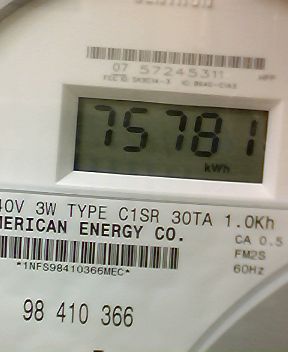 07 57245311
75781
kWh
40V 3W TYPE C1SR 30TA 1.0Kh
MERICAN ENERGY CO.
CA 0.5
FM2S
60Hz
*1NFS98410366MEC*
98 410 366